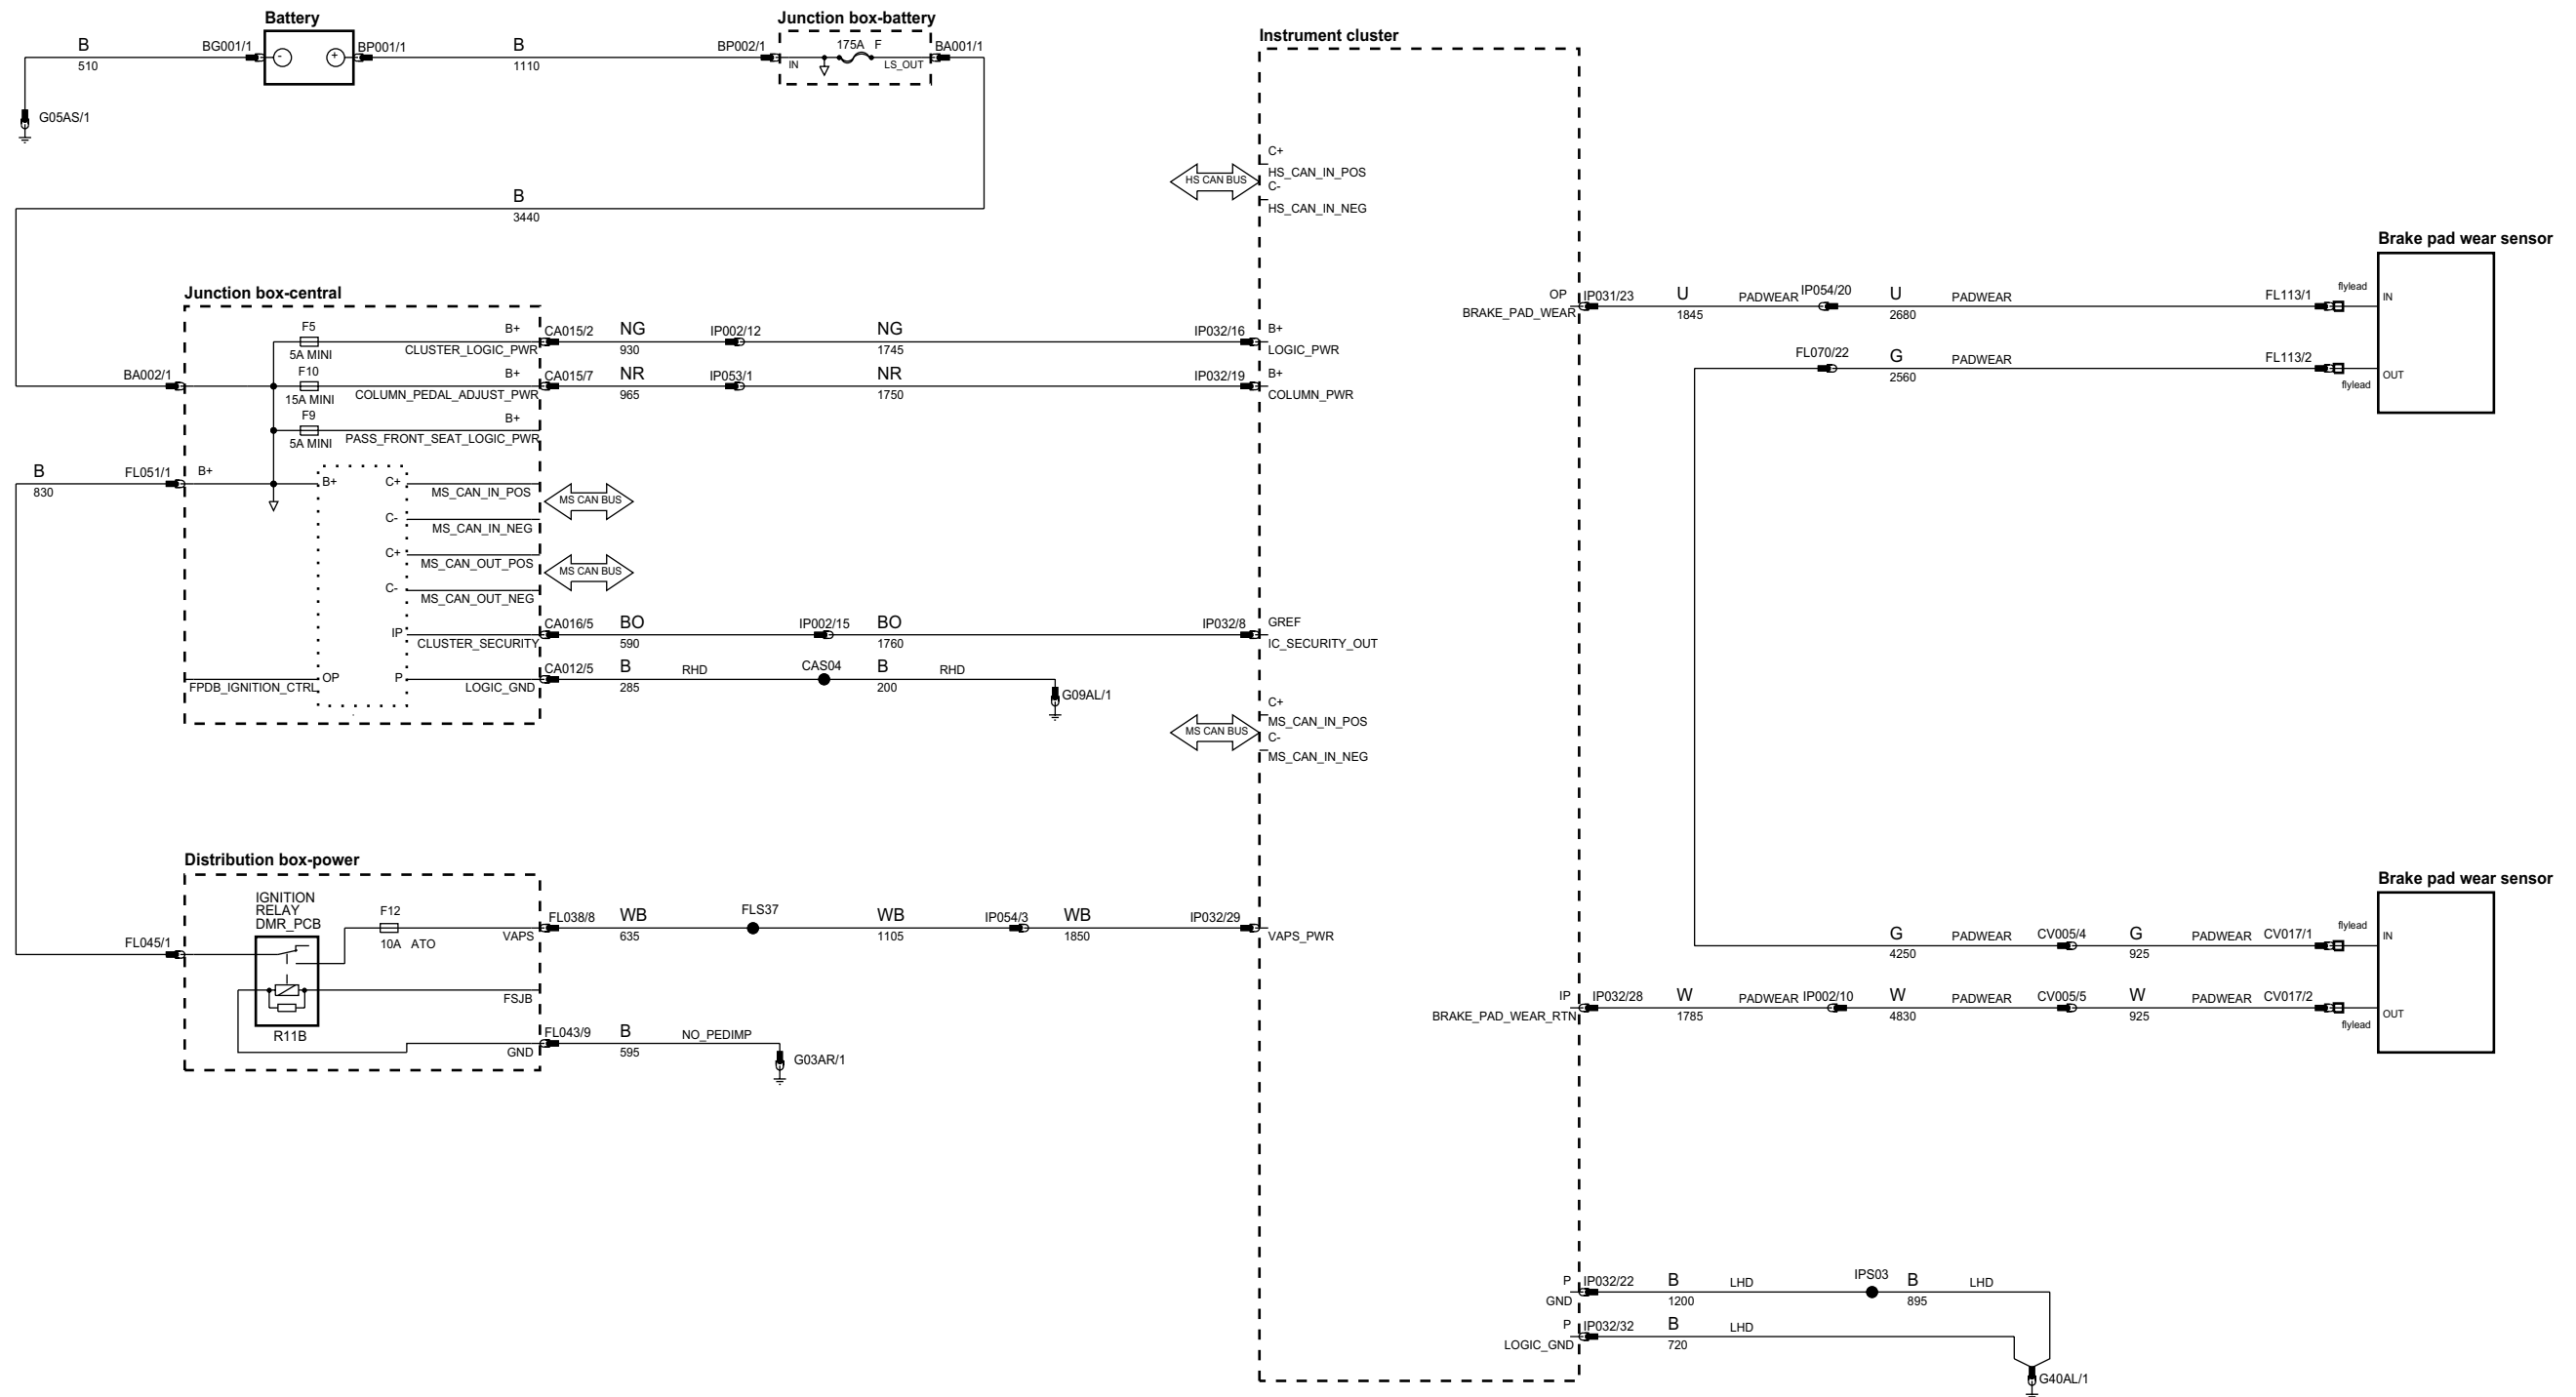 Battery
Junction box-battery
Instrument cluster
B
510
BG001/1
-
+
BP001/1
B
1110
BP002/1
175A F
IN
LS_OUT
BA001/1
G05AS/1
B
3440
C+
HS CAN BUS
HS_CAN_IN_POS
C-
HS_CAN_IN_NEG
Brake pad wear sensor
OP
BRAKE_PAD_WEAR
IP031/23
U
1845
PADWEAR
IP054/20
U
2680
PADWEAR
FL113/1
flylead
IN
FL070/22
G
2560
PADWEAR
FL113/2
flylead
OUT
Junction box-central
F5
5A MINI
B+
CLUSTER_LOGIC_PWR
CA015/2
NG
930
IP002/12
NG
1745
IP032/16
B+
LOGIC_PWR
BA002/1
F10
15A MINI
B+
COLUMN_PEDAL_ADJUST_PWR
CA015/7
NR
965
IP053/1
NR
1750
IP032/19
B+
COLUMN_PWR
F9
5A MINI
B+
PASS_FRONT_SEAT_LOGIC_PWR
B
830
FL051/1
B+
B+
C+
MS_CAN_IN_POS
MS CAN BUS
C-
MS_CAN_IN_NEG
C+
MS_CAN_OUT_POS
MS CAN BUS
C-
MS_CAN_OUT_NEG
IP
CLUSTER_SECURITY
CA016/5
BO
590
IP002/15
BO
1760
IP032/8
GREF
IC_SECURITY_OUT
FPDB_IGNITION_CTRL
OP
P
LOGIC_GND
CA012/5
B
285
RHD
CAS04
B
200
RHD
G09AL/1
C+
MS CAN BUS
MS_CAN_IN_POS
C-
MS_CAN_IN_NEG
Distribution box-power
IGNITION
RELAY
DMR_PCB
F12
10A ATO
VAPS
FL038/8
WB
635
FLS37
WB
1105
IP054/3
WB
1850
IP032/29
VAPS_PWR
FL045/1
FSJB
R11B
GND
FL043/9
B
595
NO_PEDIMP
G03AR/1
Brake pad wear sensor
G
4250
PADWEAR
CV005/4
G
925
PADWEAR
CV017/1
flylead
IN
IP
BRAKE_PAD_WEAR_RTN
IP032/28
W
1785
PADWEAR
IP002/10
W
4830
PADWEAR
CV005/5
W
925
PADWEAR
CV017/2
flylead
OUT
P
GND
IP032/22
B
1200
LHD
IPS03
B
895
LHD
P
LOGIC_GND
IP032/32
B
720
LHD
G40AL/1